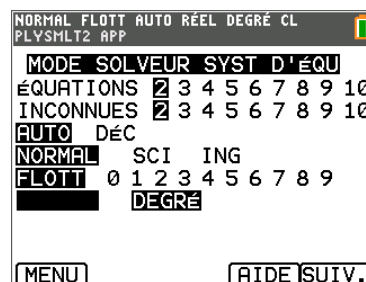 NORMAL FLOTT AUTO RÉEL DEGRÉ CL
PLYSMLT2 APP
MODE SOLVEUR SYST D'ÉQU
ÉQUATIONS 2 3 4 5 6 7 8 9 10
INCONNUES 2 3 4 5 6 7 8 9 10
AUTO DÉC
NORMAL SCI ING
FLOTT 0 1 2 3 4 5 6 7 8 9
DEGRÉ
MENU AIDE SUIV.